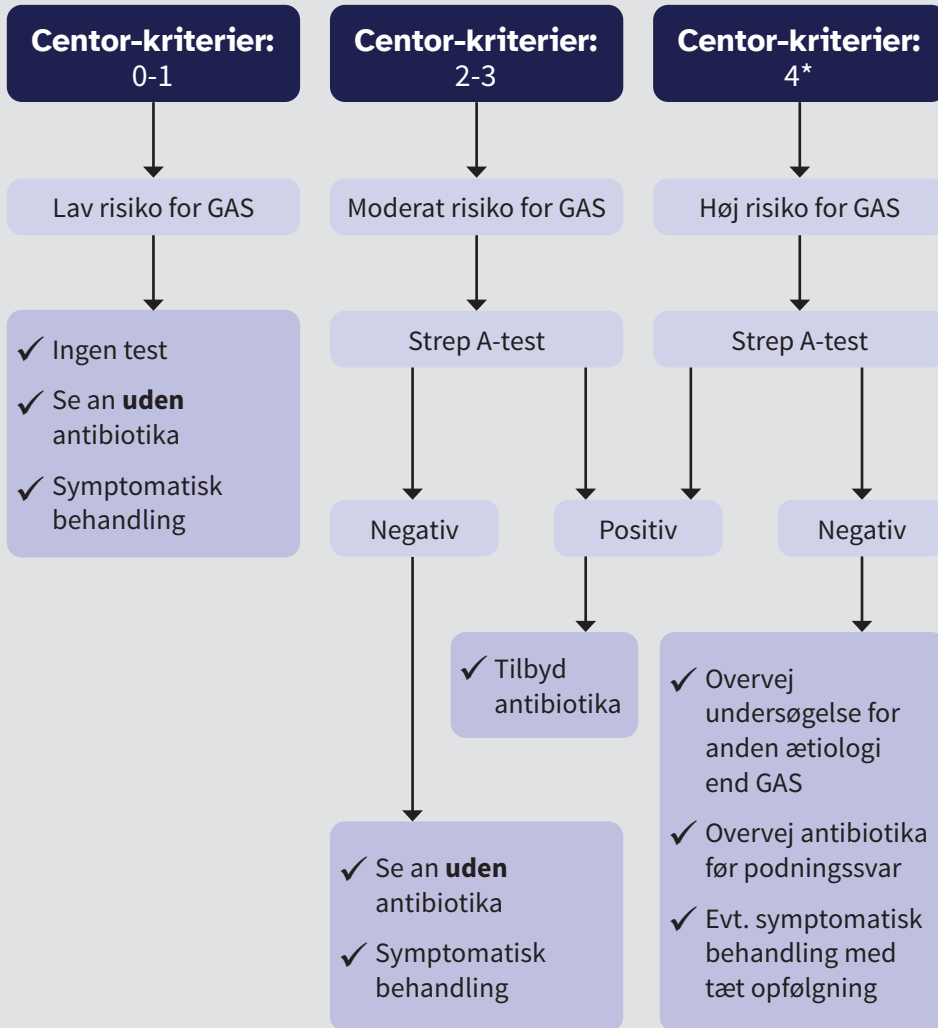 Centor-kriterier:
0-1
Centor-kriterier:
2-3
Centor-kriterier:
4*
Lav risiko for GAS
Moderat risiko for GAS
Høj risiko for GAS
✓ Ingen test
✓ Se an uden
antibiotika
✓ Symptomatisk
behandling
Strep A-test
Strep A-test
Negativ
Positiv
Negativ
✓ Tilbyd
antibiotika
✓ Se an uden
antibiotika
✓ Symptomatisk
behandling
✓ Overvej
undersøgelse for
anden ætiologi
end GAS
✓ Overvej antibiotika
før podningssvar
✓ Evt. symptomatisk
behandling med
tæt opfølgning